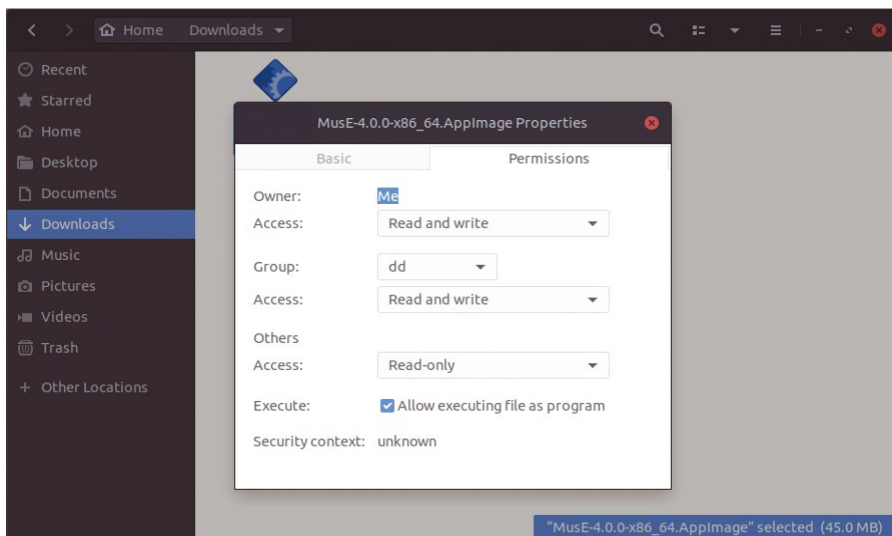 Home Downloads
Recent
Starred
Home
Desktop
Documents
Downloads
Music
Pictures
Videos
Trash
+ Other Locations
MusE-4.0.0-x86_64.AppImage Properties
Basic Permissions
Owner: Me
Access: Read and write
Group: dd
Access: Read and write
Others
Access: Read-only
Execute: Allow executing file as program
Security context: unknown
"MusE-4.0.0-x86_64.AppImage" selected (45.0 MB)